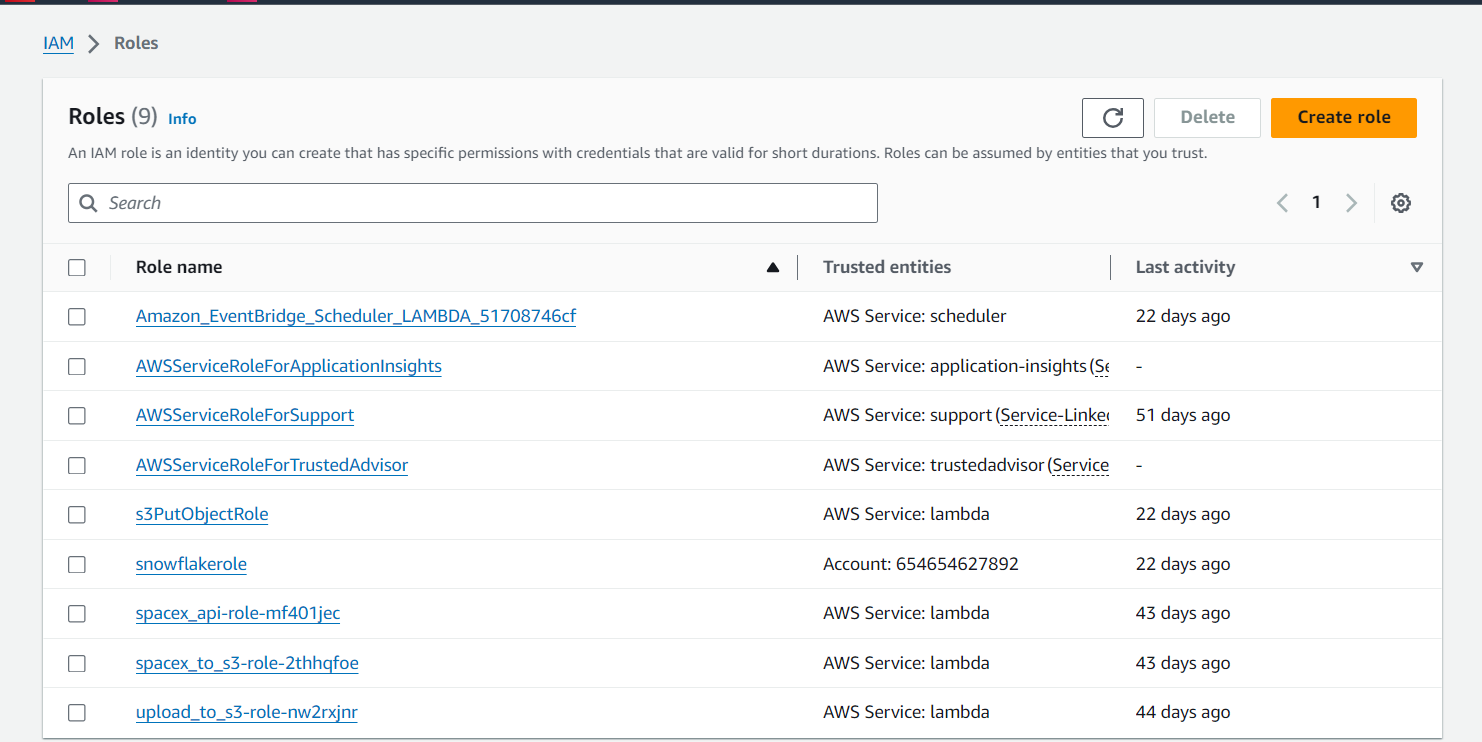 IAM > Roles
Roles (9) Info
Delete
Create role
An IAM role is an identity you can create that has specific permissions with credentials that are valid for short durations. Roles can be assumed by entities that you trust.
Search
1
Role name Trusted entities Last activity
Amazon_EventBridge_Scheduler_LAMBDA_51708746cf AWS Service: scheduler 22 days ago
AWSServiceRoleForApplicationInsights AWS Service: application-insights (Se -
AWSServiceRoleForSupport AWS Service: support (Service-Linked 51 days ago
AWSServiceRoleForTrustedAdvisor AWS Service: trustedadvisor (Service -
s3PutObjectRole AWS Service: lambda 22 days ago
snowflakerole Account: 654654627892 22 days ago
spacex_api-role-mf401jec AWS Service: lambda 43 days ago
spacex_to_s3-role-2thhqfoe AWS Service: lambda 43 days ago
upload_to_s3-role-nw2rxjnr AWS Service: lambda 44 days ago